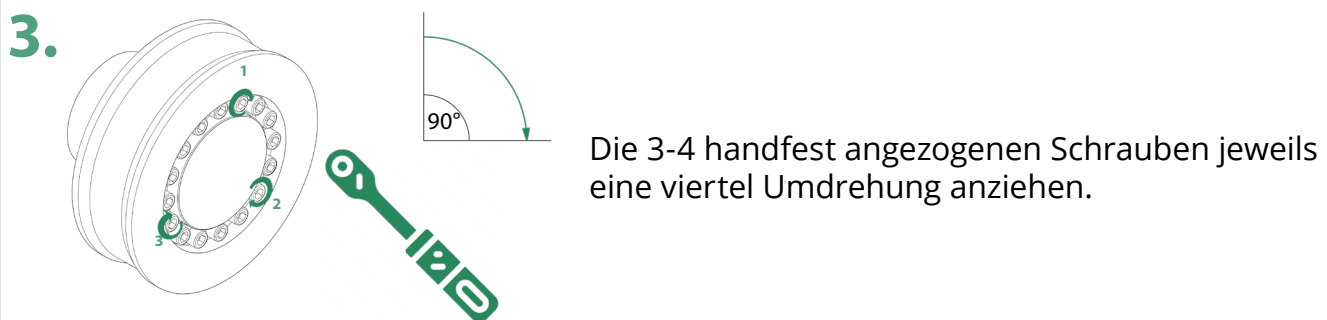 3.
1
2
3
90°
Die 3-4 handfest angezogenen Schrauben jeweils
eine viertel Umdrehung anziehen.